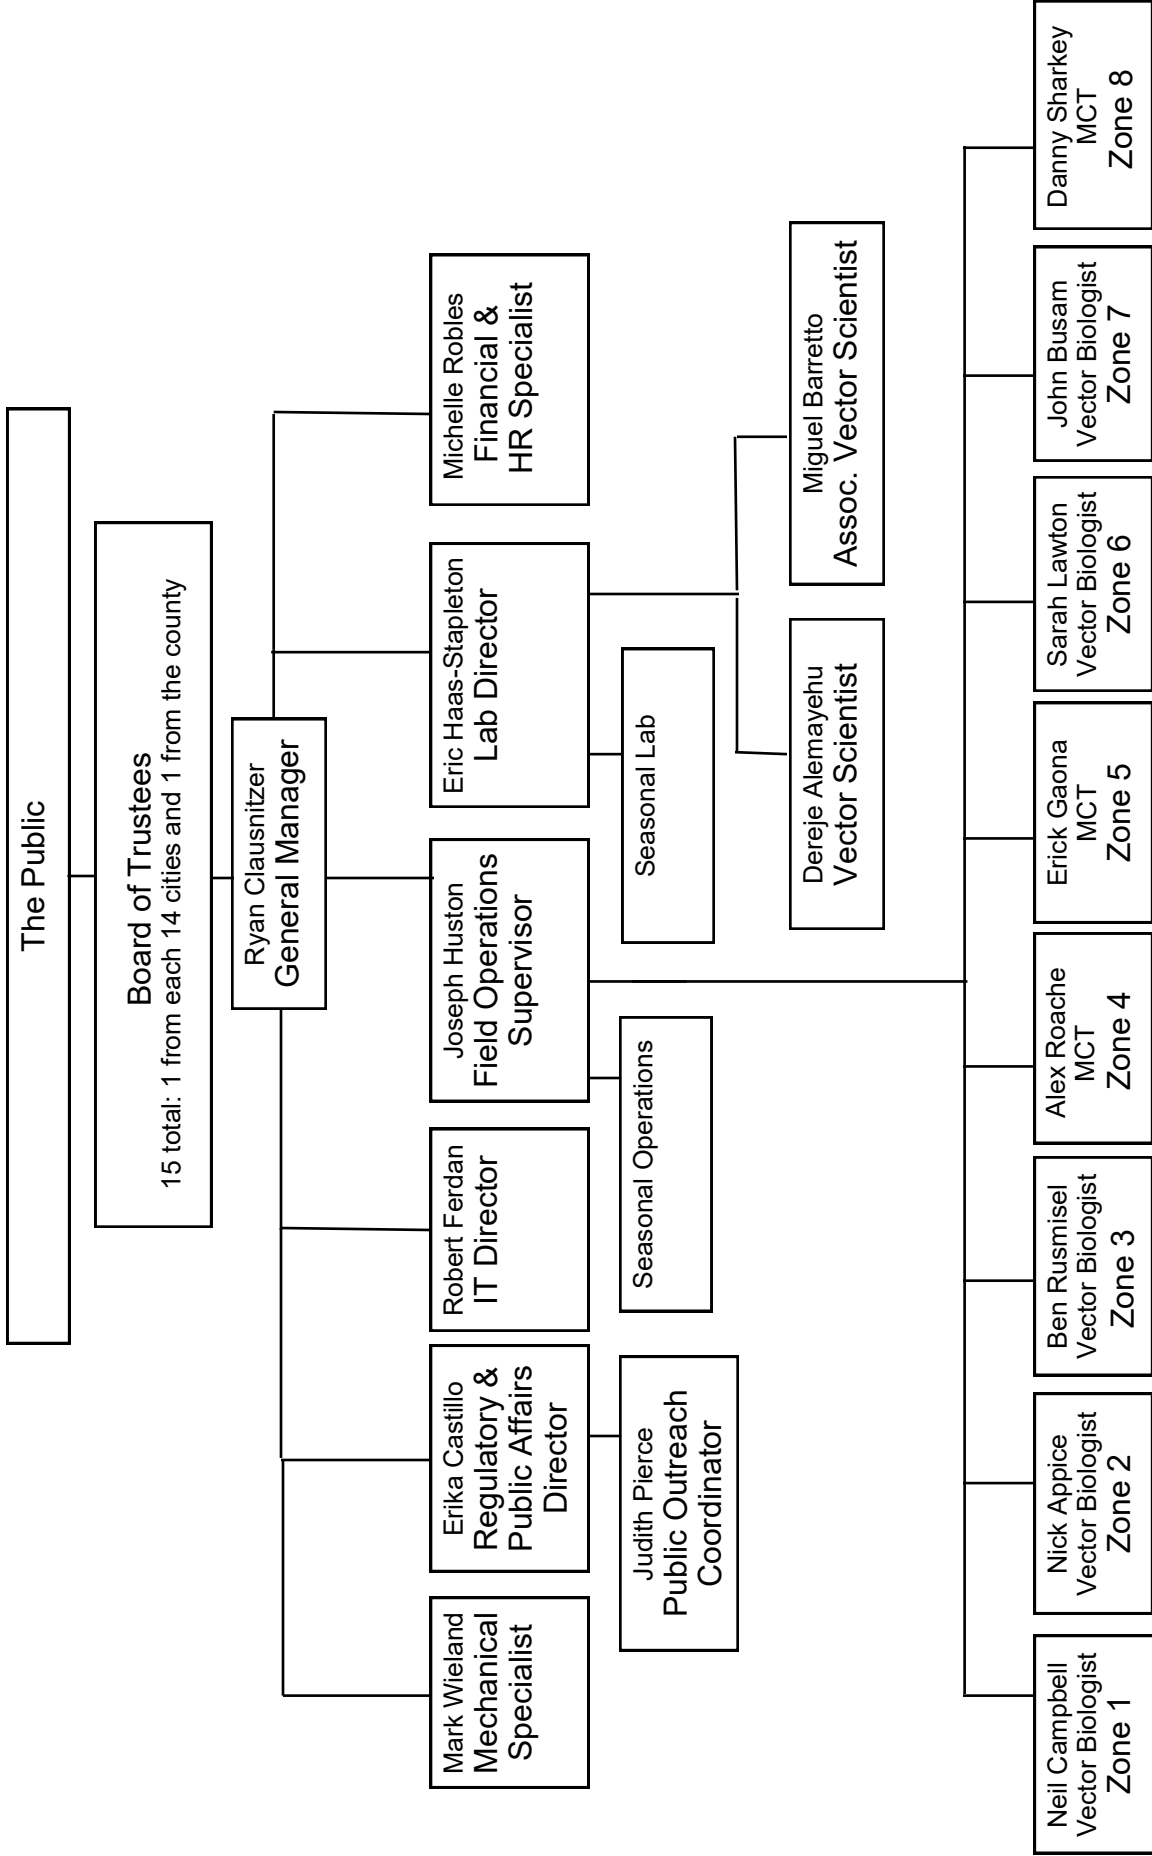 The Public
Board of Trustees
15 total: 1 from each 14 cities and 1 from the county
Ryan Clausnitzer
General Manager
Mark Wieland
Mechanical
Specialist
Erika Castillo
Regulatory &
Public Affairs
Director
Robert Ferdan
IT Director
Joseph Huston
Field Operations
Supervisor
Eric Haas-Stapleton
Lab Director
Michelle Robles
Financial &
HR Specialist
Judith Pierce
Public Outreach
Coordinator
Seasonal Operations
Seasonal Lab
Dereje Alemayehu
Vector Scientist
Miguel Barretto
Assoc. Vector Scientist
Neil Campbell
Vector Biologist
Zone 1
Nick Appice
Vector Biologist
Zone 2
Ben Rusmisel
Vector Biologist
Zone 3
Alex Roache
MCT
Zone 4
Erick Gaona
MCT
Zone 5
Sarah Lawton
Vector Biologist
Zone 6
John Busam
Vector Biologist
Zone 7
Danny Sharkey
MCT
Zone 8